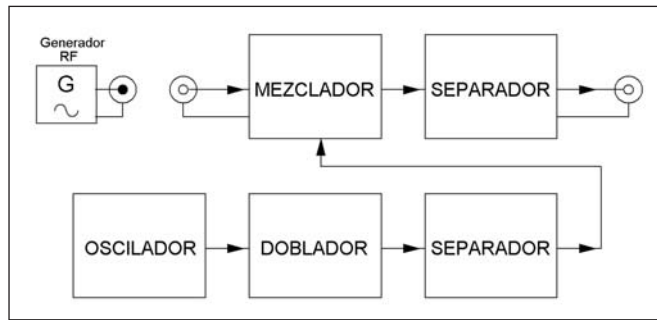 Generador
RF
G
MEZCLADOR
SEPARADOR
OSCILADOR
DOBLADOR
SEPARADOR